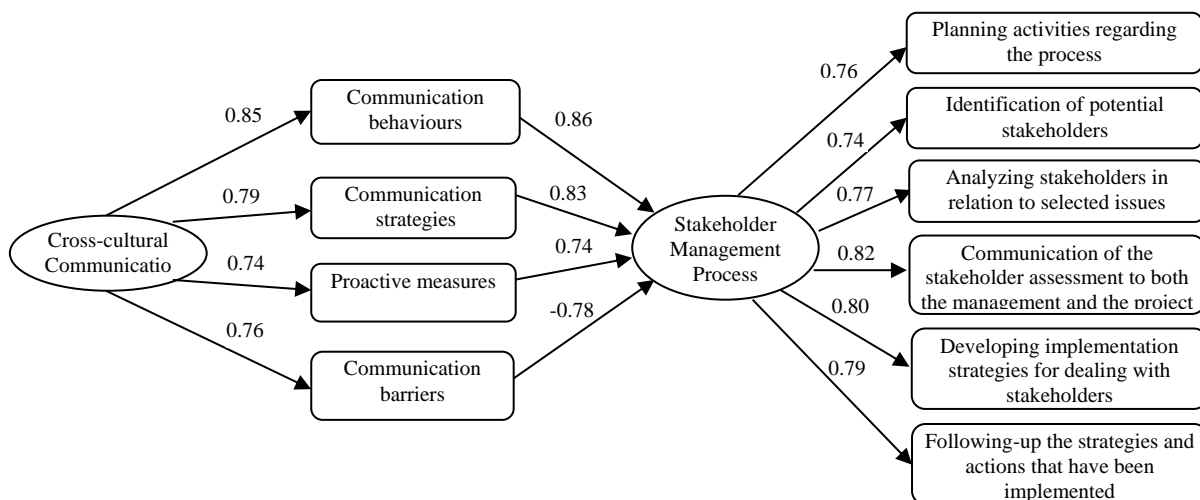 Cross-cultural
Communicatio
0.85
0.79
0.74
0.76
Communication
behaviours
Communication
strategies
Proactive measures
Communication
barriers
0.86
0.83
0.74
-0.78
Stakeholder
Management
Process
0.76
0.74
0.77
0.82
0.80
0.79
Planning activities regarding
the process
Identification of potential
stakeholders
Analyzing stakeholders in
relation to selected issues
Communication of the
stakeholder assessment to both
the management and the project
Developing implementation
strategies for dealing with
stakeholders
Following-up the strategies and
actions that have been
implemented